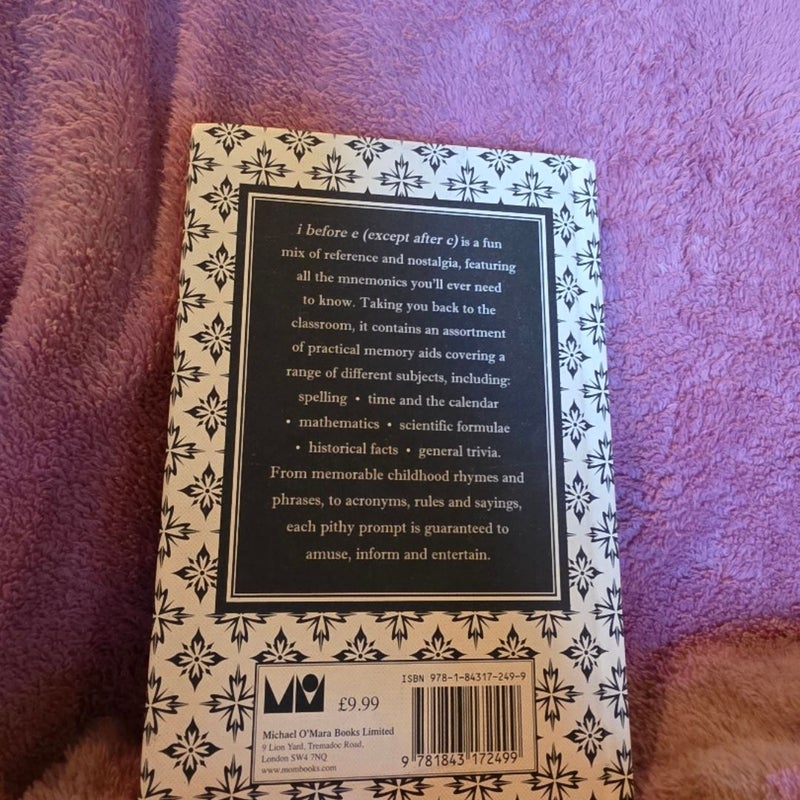 i before e (except after c) is a fun
mix of reference and nostalgia, featuring
all the mnemonics you'll ever need
to know. Taking you back to the
classroom, it contains an assortment
of practical memory aids covering a
range of different subjects, including:
spelling • time and the calendar
• mathematics • scientific formulae
• historical facts • general trivia.
From memorable childhood rhymes and
phrases, to acronyms, rules and sayings,
each pithy prompt is guaranteed to
amuse, inform and entertain.
MOM
£9.99
Michael O'Mara Books Limited
9 Lion Yard, Tremadoc Road,
London SW4 7NQ
www.mombooks.com
ISBN 978-1-84317-249-9
9 781843 172499